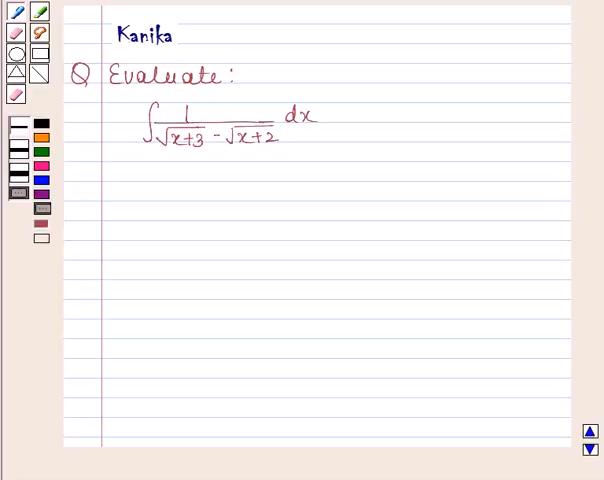 Kanika
Q Evaluate:
∫ 1/(√(x+3) - √(x+2)) dx